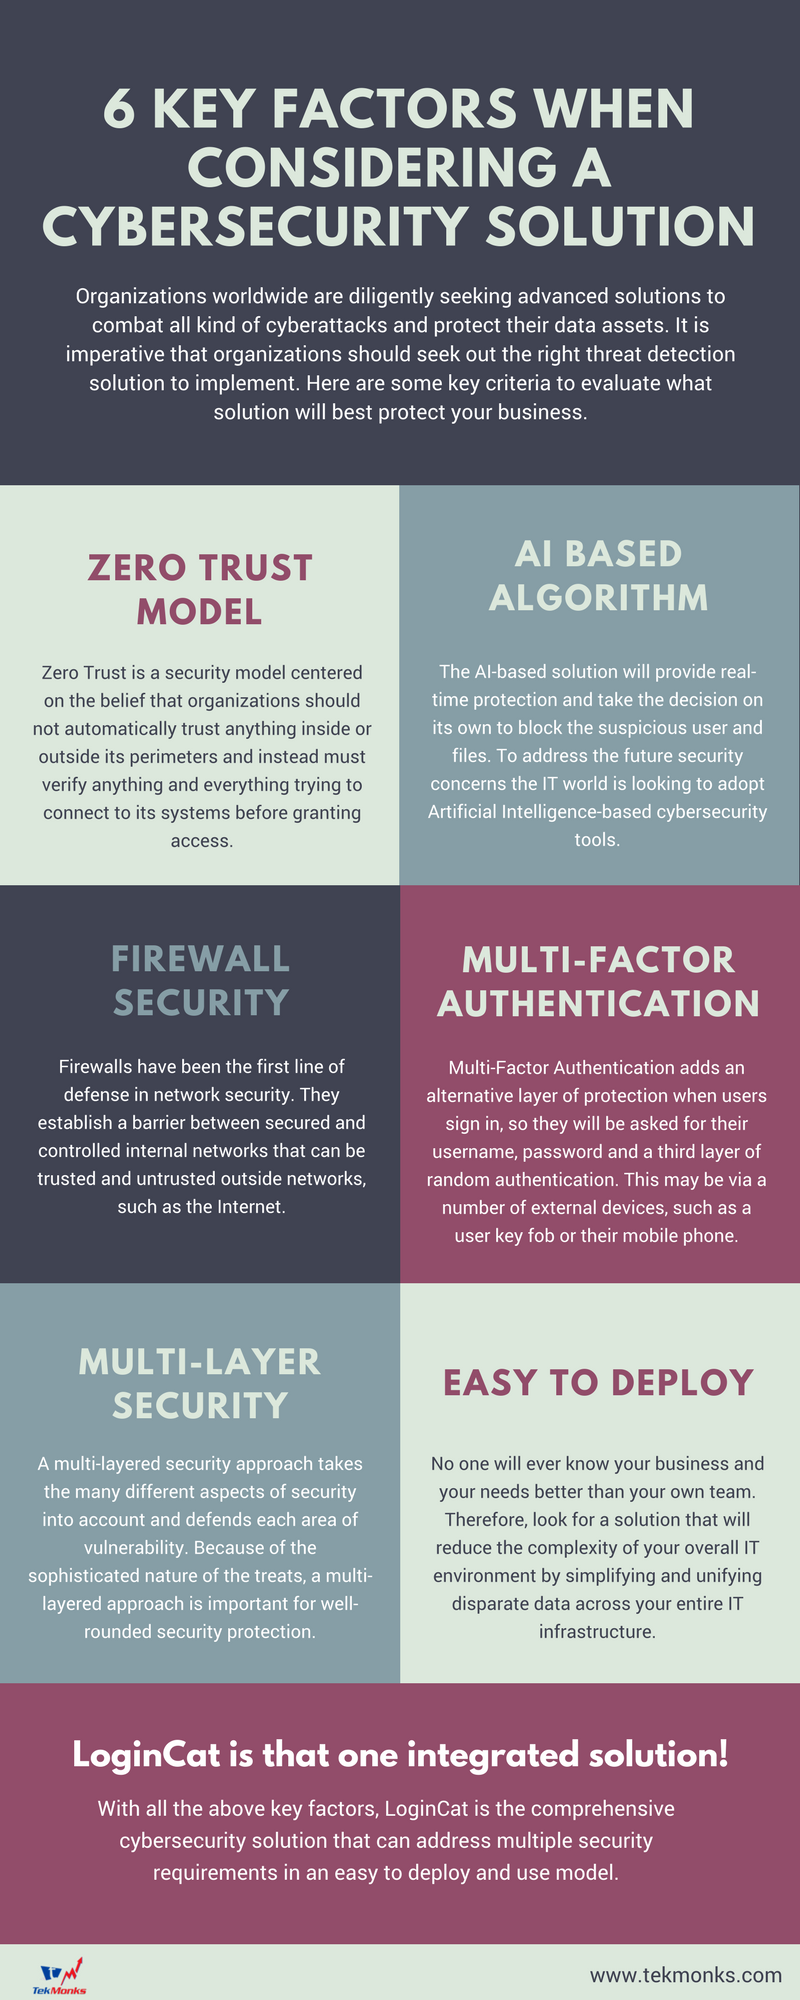 6 KEY FACTORS WHEN
CONSIDERING A
CYBERSECURITY SOLUTION
Organizations worldwide are diligently seeking advanced solutions to
combat all kind of cyberattacks and protect their data assets. It is
imperative that organizations should seek out the right threat detection
solution to implement. Here are some key criteria to evaluate what
solution will best protect your business.
ZERO TRUST
MODEL
Zero Trust is a security model centered
on the belief that organizations should
not automatically trust anything inside or
outside its perimeters and instead must
verify anything and everything trying to
connect to its systems before granting
access.
AI BASED
ALGORITHM
The AI-based solution will provide real-
time protection and take the decision on
its own to block the suspicious user and
files. To address the future security
concerns the IT world is looking to adopt
Artificial Intelligence-based cybersecurity
tools.
FIREWALL
SECURITY
Firewalls have been the first line of
defense in network security. They
establish a barrier between secured and
controlled internal networks that can be
trusted and untrusted outside networks,
such as the Internet.
MULTI-FACTOR
AUTHENTICATION
Multi-Factor Authentication adds an
alternative layer of protection when users
sign in, so they will be asked for their
username, password and a third layer of
random authentication. This may be via a
number of external devices, such as a
user key fob or their mobile phone.
MULTI-LAYER
SECURITY
A multi-layered security approach takes
the many different aspects of security
into account and defends each area of
vulnerability. Because of the
sophisticated nature of the treats, a multi-
layered approach is important for well-
rounded security protection.
EASY TO DEPLOY
No one will ever know your business and
your needs better than your own team.
Therefore, look for a solution that will
reduce the complexity of your overall IT
environment by simplifying and unifying
disparate data across your entire IT
infrastructure.
LoginCat is that one integrated solution!
With all the above key factors, LoginCat is the comprehensive
cybersecurity solution that can address multiple security
requirements in an easy to deploy and use model.
TekMonks
www.tekmonks.com